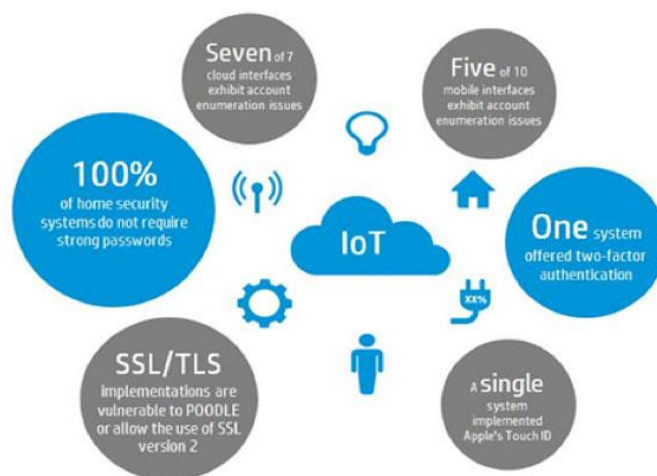 Seven of 7
cloud interfaces
exhibit account
enumeration issues
Five of 10
mobile interfaces
exhibit account
enumeration issues
100%
of home security
systems do not require
strong passwords
IoT
One system
offered two-factor
authentication
XX%
SSL/TLS
implementations are
vulnerable to POODLE
or allow the use of SSL
version 2
A single
system
implemented
Apple's Touch ID